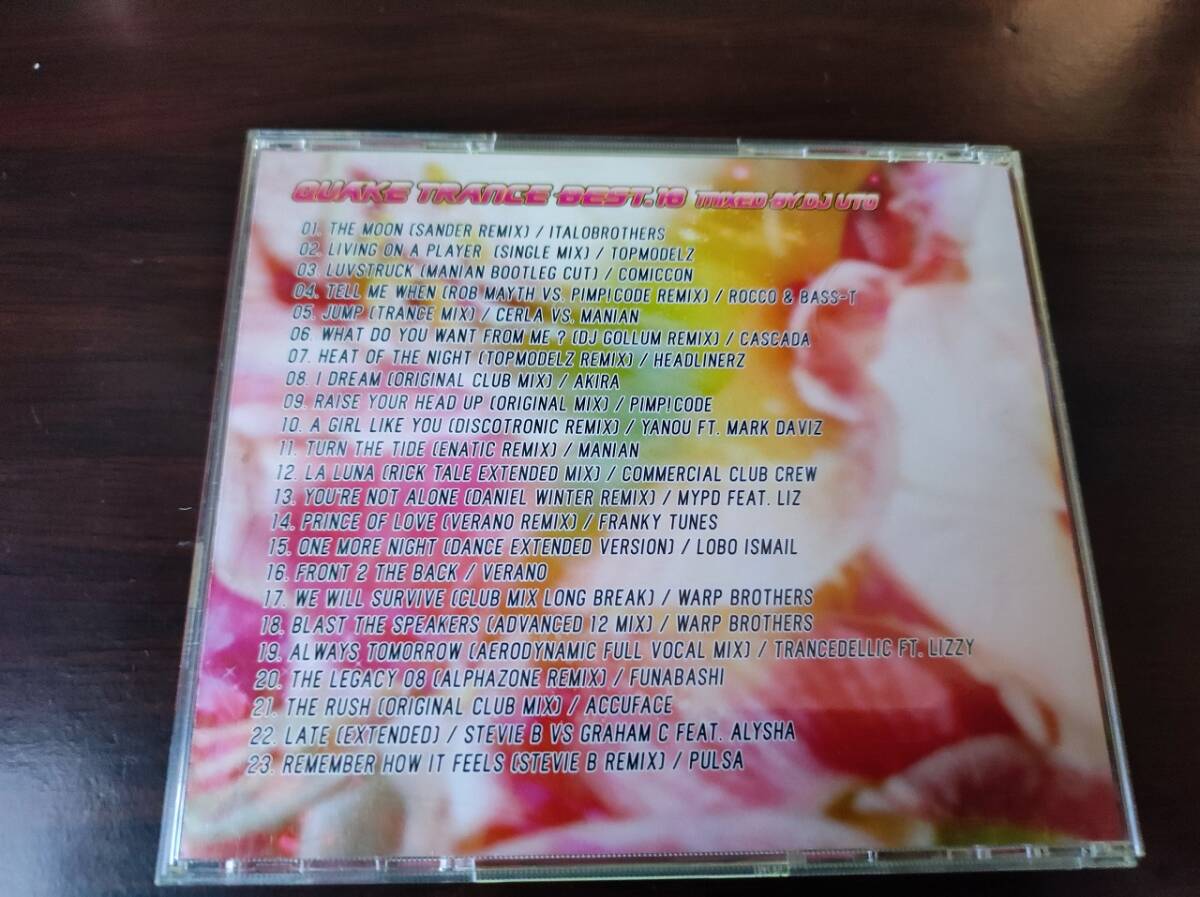 QUAKE TRANCE BEST.16 MIXED BY DJ UTO
01. THE MOON (SANDER REMIX) / ITALOBROTHERS
02. LIVING ON A PLAYER (SINGLE MIX) / TOPMODELZ
03. LUVSTRUCK (MANIAN BOOTLEG CUT) / COMICCON
04. TELL ME WHEN (ROB MAYTH VS. PIMP!CODE REMIX) / ROCCO & BASS-T
05. JUMP (TRANCE MIX) / CERLA VS. MANIAN
06. WHAT DO YOU WANT FROM ME ? (DJ GOLLUM REMIX) / CASCADA
07. HEAT OF THE NIGHT (TOPMODELZ REMIX) / HEADLINERZ
08. I DREAM (ORIGINAL CLUB MIX) / AKIRA
09. RAISE YOUR HEAD UP (ORIGINAL MIX) / PIMP!CODE
10. A GIRL LIKE YOU (DISCOTRONIC REMIX) / YANOU FT. MARK DAVIZ
11. TURN THE TIDE (ENATIC REMIX) / MANIAN
12. LA LUNA (RICK TALE EXTENDED MIX) / COMMERCIAL CLUB CREW
13. YOU'RE NOT ALONE (DANIEL WINTER REMIX) / MYPD FEAT. LIZ
14. PRINCE OF LOVE (VERANO REMIX) / FRANKY TUNES
15. ONE MORE NIGHT (DANCE EXTENDED VERSION) / LOBO ISMAIL
16. FRONT 2 THE BACK / VERANO
17. WE WILL SURVIVE (CLUB MIX LONG BREAK) / WARP BROTHERS
18. BLAST THE SPEAKERS (ADVANCED 12 MIX) / WARP BROTHERS
19. ALWAYS TOMORROW (AERODYNAMIC FULL VOCAL MIX) / TRANCEDELLIC FT. LIZZY
20. THE LEGACY 08 (ALPHAZONE REMIX) / FUNABASHI
21. THE RUSH (ORIGINAL CLUB MIX) / ACCUFACE
22. LATE (EXTENDED) / STEVIE B VS GRAHAM C FEAT. ALYSHA
23. REMEMBER HOW IT FEELS (STEVIE B REMIX) / PULSA